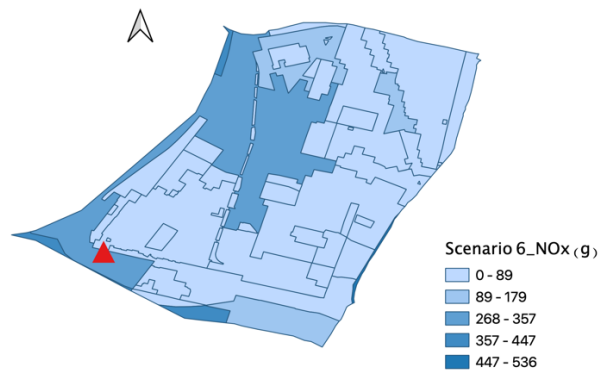 Scenario 6_NOx (g)
0 - 89
89 - 179
268 - 357
357 - 447
447 - 536